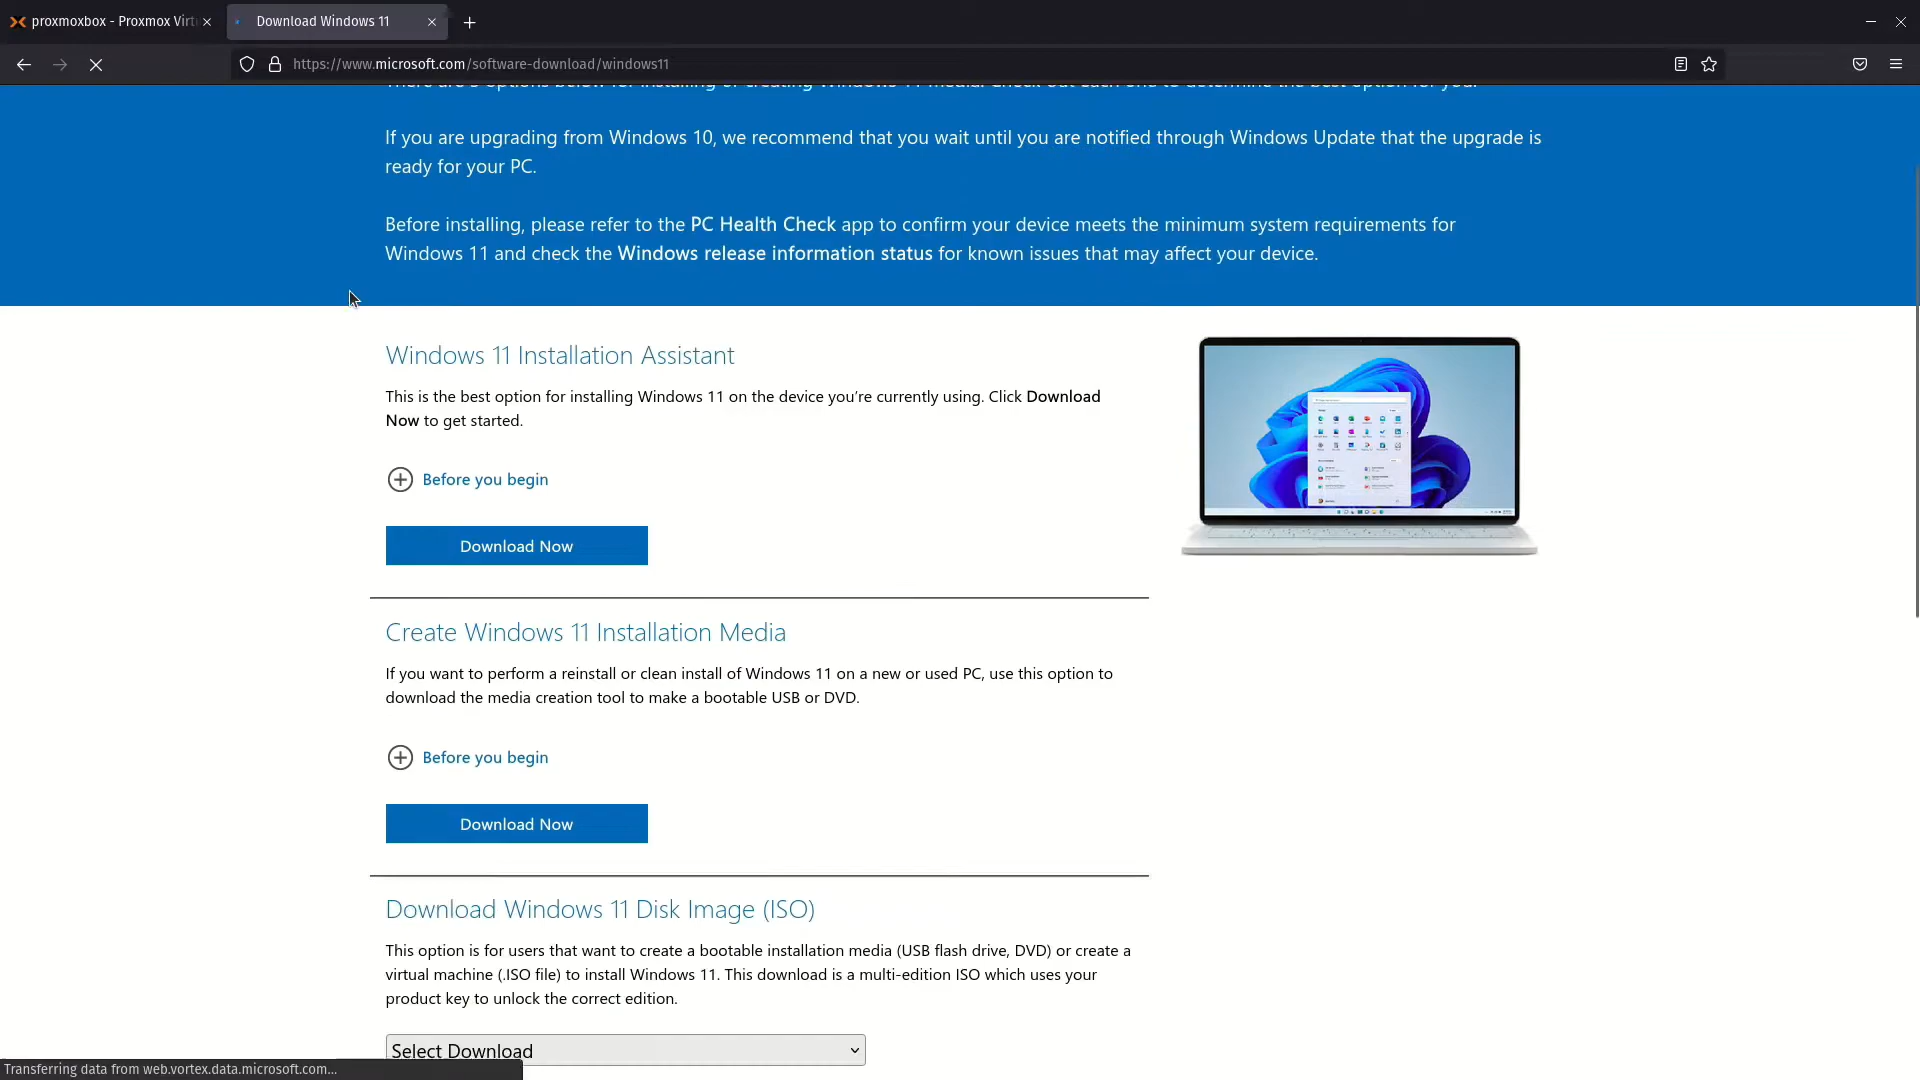 proxmoxbox - Proxmox Virt
Download Windows 11
https://www.microsoft.com/software-download/windows11
If you are upgrading from Windows 10, we recommend that you wait until you are notified through Windows Update that the upgrade is
ready for your PC.
Before installing, please refer to the PC Health Check app to confirm your device meets the minimum system requirements for
Windows 11 and check the Windows release information status for known issues that may affect your device.
Windows 11 Installation Assistant
This is the best option for installing Windows 11 on the device you're currently using. Click Download
Now to get started.
Before you begin
Download Now
Create Windows 11 Installation Media
If you want to perform a reinstall or clean install of Windows 11 on a new or used PC, use this option to
download the media creation tool to make a bootable USB or DVD.
Before you begin
Download Now
Download Windows 11 Disk Image (ISO)
This option is for users that want to create a bootable installation media (USB flash drive, DVD) or create a
virtual machine (.ISO file) to install Windows 11. This download is a multi-edition ISO which uses your
product key to unlock the correct edition.
Select Download
Transferring data from web.vortex.data.microsoft.com...